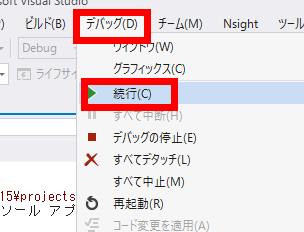 soft Visual Studio
ビルド(B) デバッグ(D) チーム(M) Nsight ツー
Debug
ウィンドウ(W)
グラフィックス(C)
ライフサイ
続行(C)
すべて中断(K)
デバッグの停止(E)
すべてデタッチ(L)
すべて中止(M)
15¥projects
再起動(R)
ソール アプ
コード変更を適用(A)